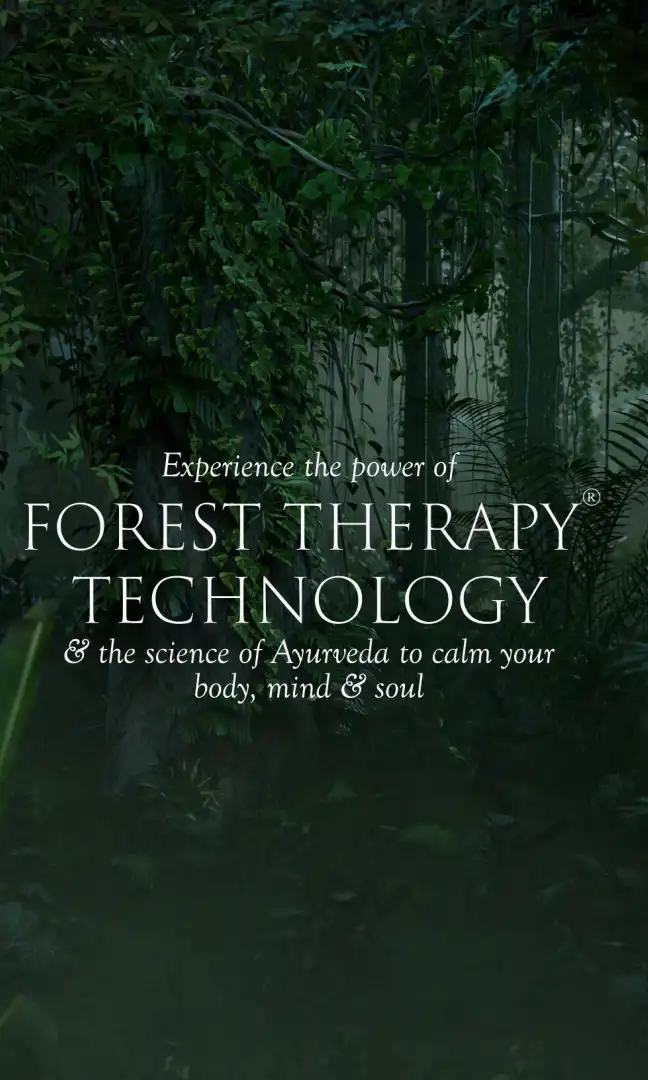 Experience the power of
FOREST THERAPY®
TECHNOLOGY
& the science of Ayurveda to calm your
body, mind & soul